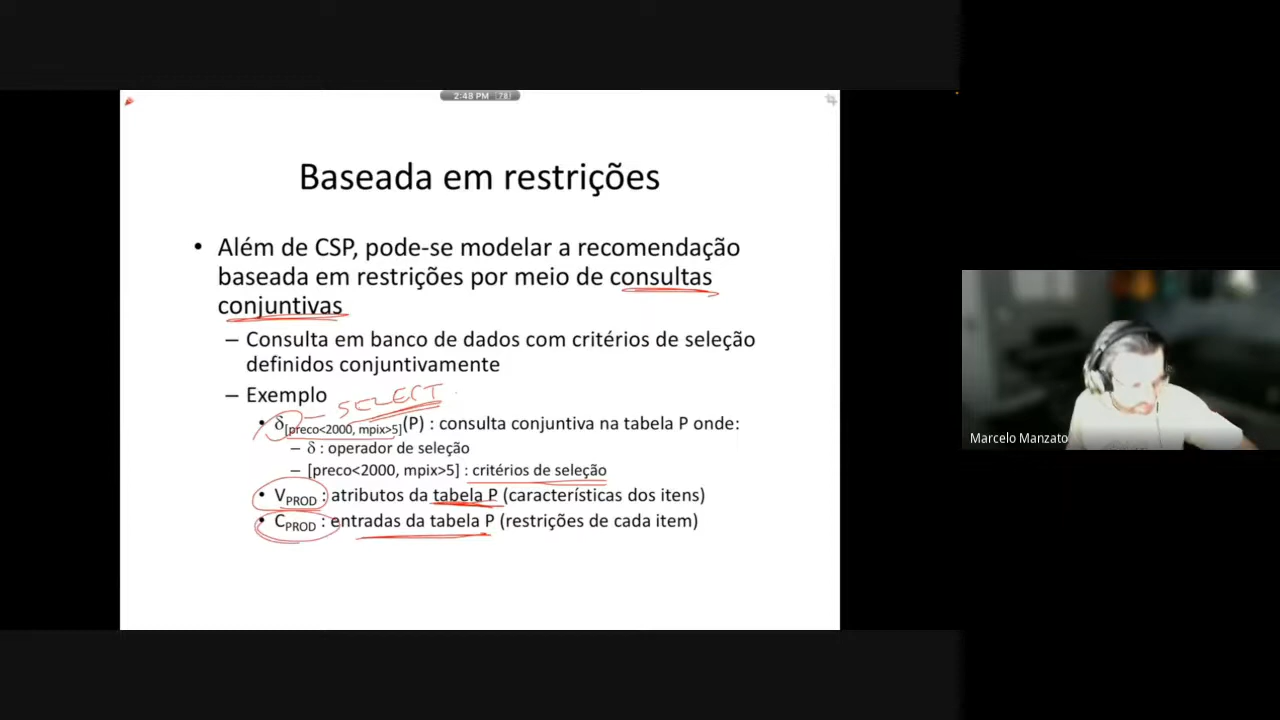 2:48 PM
Baseada em restrições
• Além de CSP, pode-se modelar a recomendação
baseada em restrições por meio de consultas
conjuntivas
– Consulta em banco de dados com critérios de seleção
definidos conjuntivamente
– Exemplo
SELECT
• δ[preco<2000, mpix>5](P) : consulta conjuntiva na tabela P onde:
– δ : operador de seleção
– [preco<2000, mpix>5] : critérios de seleção
• VPROD : atributos da tabela P (características dos itens)
• CPROD : entradas da tabela P (restrições de cada item)
Marcelo Manzato